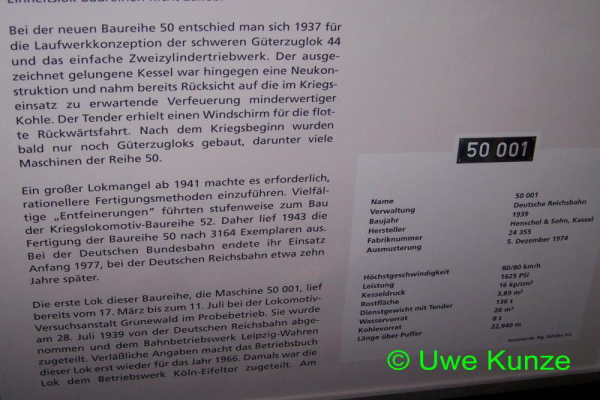 Bei der neuen Baureihe 50 entschied man sich 1937 für
die Laufwerkkonzeption der schweren Güterzuglok 44
und das einfache Zweizylindertriebwerk. Der ausge-
zeichnet gelungene Kessel war hingegen eine Neukon-
struktion und nahm bereits Rücksicht auf die im Kriegs-
einsatz zu erwartende Verfeuerung minderwertiger
Kohle. Der Tender erhielt einen Windschirm für die flot-
te Rückwärtsfahrt. Nach dem Kriegsbeginn wurden
bald nur noch Güterzugloks gebaut, darunter viele
Maschinen der Reihe 50.
Ein großer Lokmangel ab 1941 machte es erforderlich,
rationellere Fertigungsmethoden einzuführen. Vielfäl-
tige „Entfeinerungen" führten stufenweise zum Bau
der Kriegslokomotiv-Baureihe 52. Daher lief 1943 die
Fertigung der Baureihe 50 nach 3164 Exemplaren aus.
Bei der Deutschen Bundesbahn endete ihr Einsatz
Anfang 1977, bei der Deutschen Reichsbahn etwa zehn
Jahre später.
Die erste Lok dieser Baureihe, die Maschine 50 001, lief
bereits vom 17. März bis zum 11. Juli bei der Lokomotiv-
Versuchsanstalt Grunewald im Probebetrieb. Sie wurde
am 28. Juli 1939 von der Deutschen Reichsbahn abge-
nommen und dem Bahnbetriebswerk Leipzig-Wahren
zugeteilt. Verläßliche Angaben macht das Betriebsbuch
dieser Lok erst wieder für das Jahr 1966. Damals war die
Lok dem Betriebswerk Köln-Eifeltor zugeteilt. Am
50 001
Name 50 001
Verwaltung Deutsche Reichsbahn
Baujahr 1939
Hersteller Henschel & Sohn, Kassel
Fabriknummer 24 355
Ausmusterung 5. Dezember 1974
Höchstgeschwindigkeit 80/80 km/h
Leistung 1625 PSi
Kesseldruck 16 kp/cm²
Rostfläche 3,89 m²
Dienstgewicht mit Tender 136 t
Wasservorrat 26 m³
Kohlevorrat 8 t
Länge über Puffer 22,940 m
© Uwe Kunze